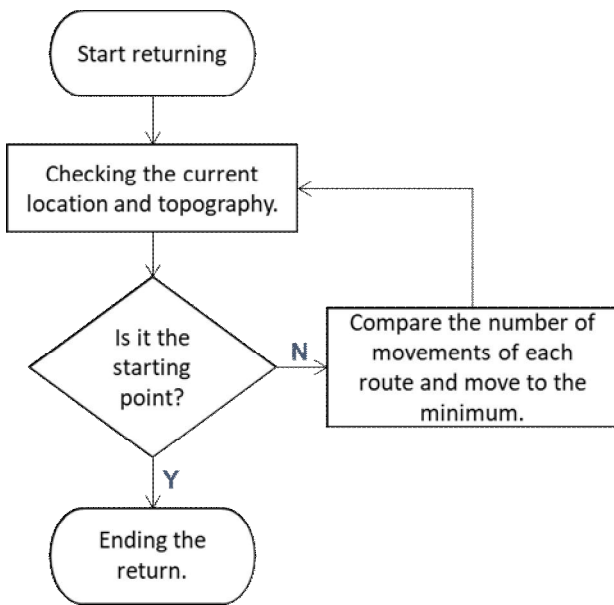 Start returning
Checking the current
location and topography.
Is it the
starting
point?
N
Compare the number of
movements of each
route and move to the
minimum.
Y
Ending the
return.